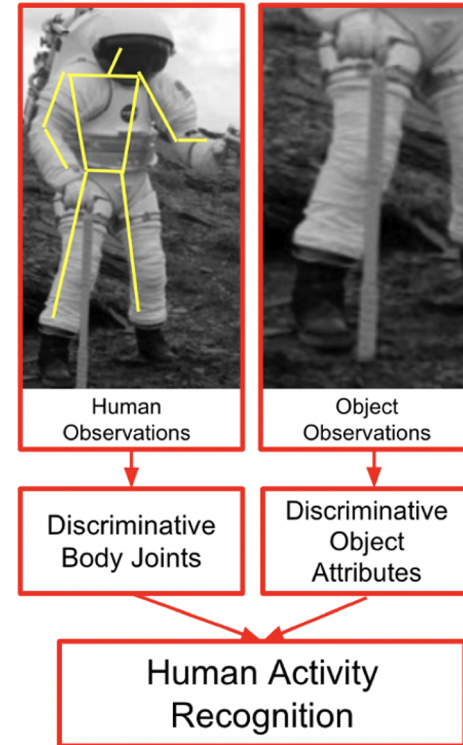 Human
Observations
Object
Observations
Discriminative
Body Joints
Discriminative
Object
Attributes
Human Activity
Recognition